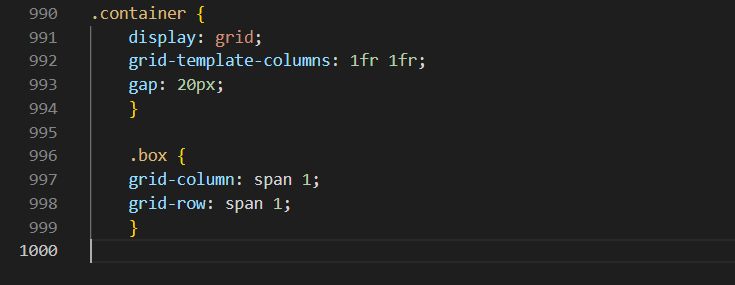 990 .container {
991 display: grid;
992 grid-template-columns: 1fr 1fr;
993 gap: 20px;
994 }
995
996 .box {
997 grid-column: span 1;
998 grid-row: span 1;
999 }
1000